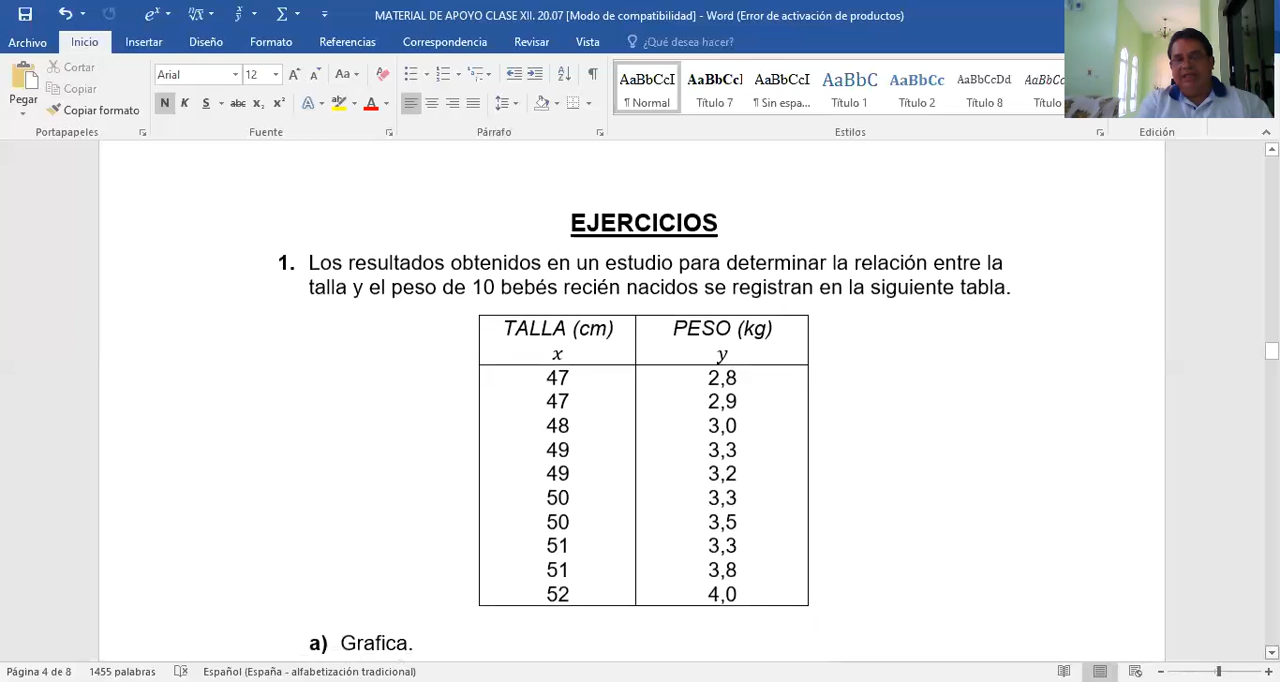 MATERIAL DE APOYO CLASE XII. 20.07 [Modo de compatibilidad] - Word (Error de activación de productos)
Archivo Inicio Insertar Diseño Formato Referencias Correspondencia Revisar Vista ¿Qué desea hacer?
Pegar
Cortar
Copiar
Copiar formato
Portapapeles
Arial 12
Aa
N K S abc x₂ x²
Fuente
Párrafo
AaBbCcI AaBbCcI AaBbCcI AaBbC AaBbCc AaBbCcDd AaBbCc
¶ Normal Título 7 ¶ Sin espa... Título 1 Título 2 Título 8 Título
Estilos
Edición
EJERCICIOS
1. Los resultados obtenidos en un estudio para determinar la relación entre la
talla y el peso de 10 bebés recién nacidos se registran en la siguiente tabla.
TALLA (cm) PESO (kg)
x y
47 2,8
47 2,9
48 3,0
49 3,3
49 3,2
50 3,3
50 3,5
51 3,3
51 3,8
52 4,0
a) Grafica.
Página 4 de 8 1455 palabras Español (España - alfabetización tradicional)